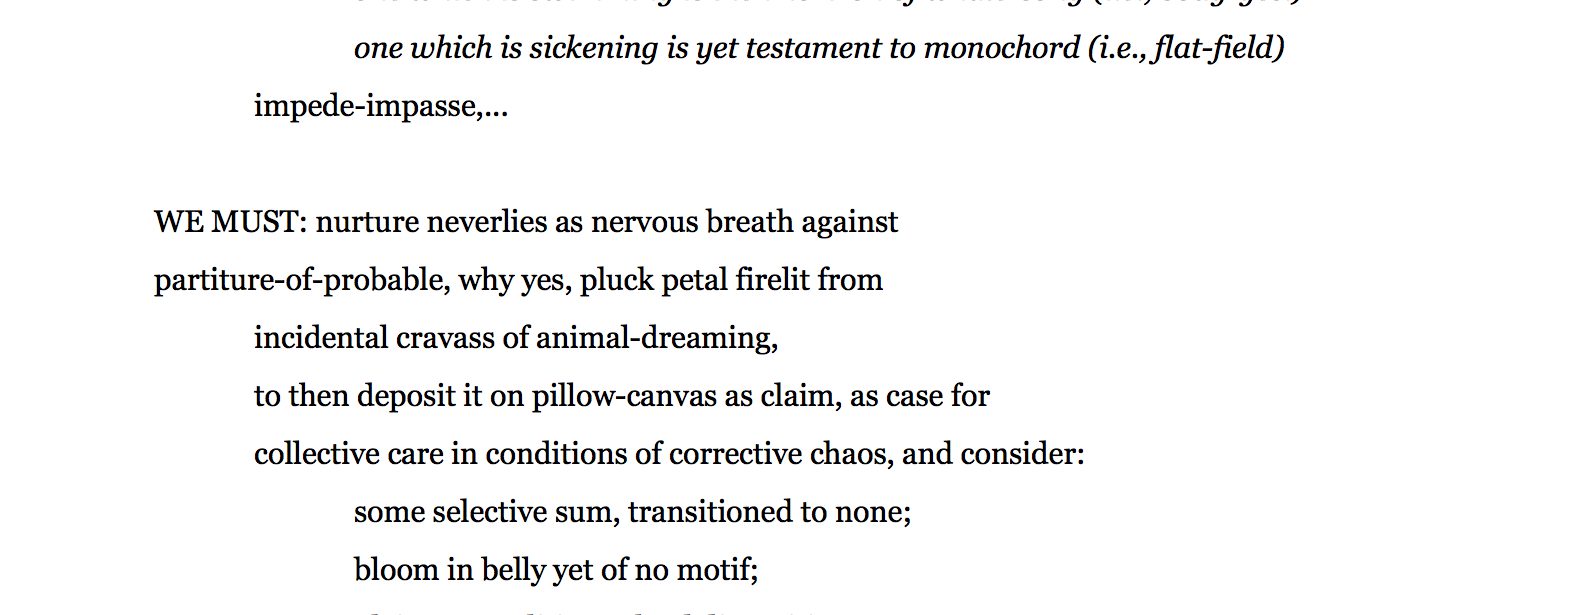 one which is sickening is yet testament to monochord (i.e., flat-field)
impede-impasse,...
WE MUST: nurture neverlies as nervous breath against
partiture-of-probable, why yes, pluck petal firelit from
incidental cravass of animal-dreaming,
to then deposit it on pillow-canvas as claim, as case for
collective care in conditions of corrective chaos, and consider:
some selective sum, transitioned to none;
bloom in belly yet of no motif;